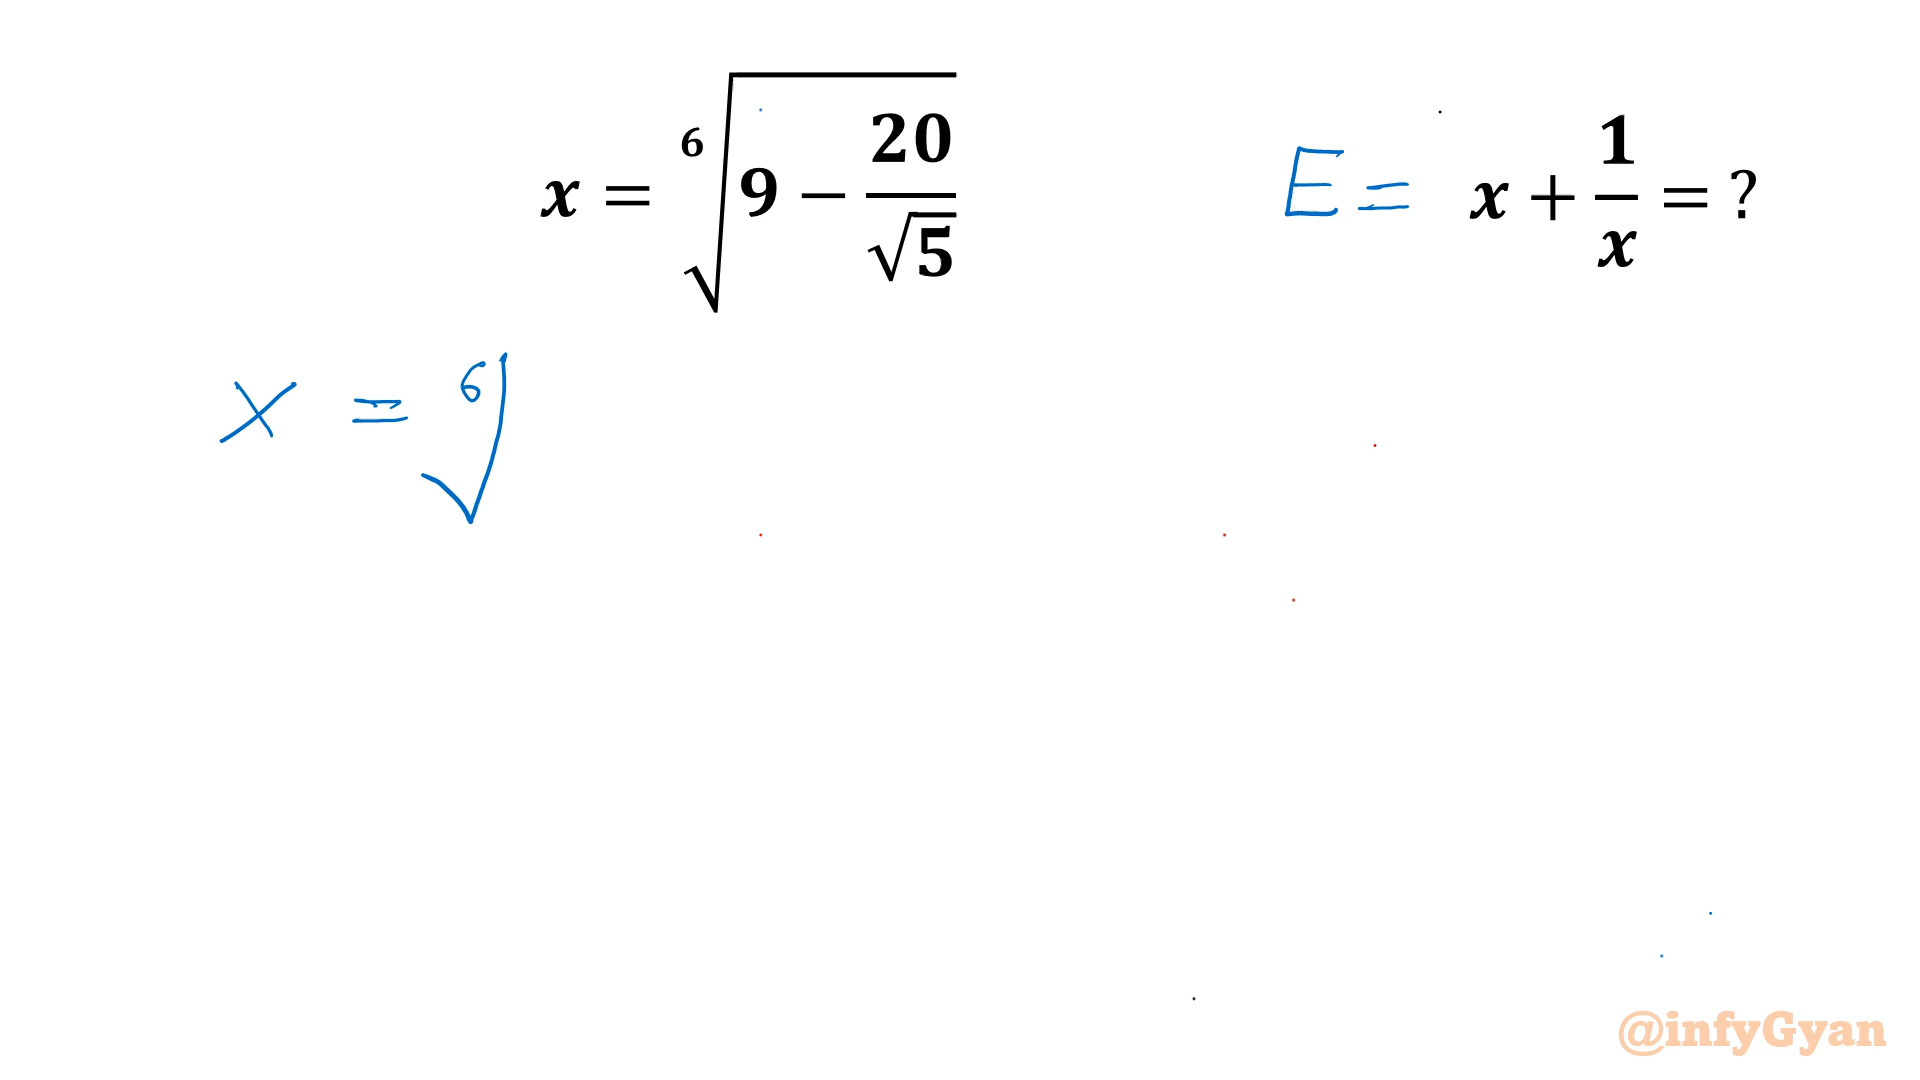 x = ⁶√(9 − 20/√5) E = x + 1/x = ?
x = ⁶√
@infyGyan